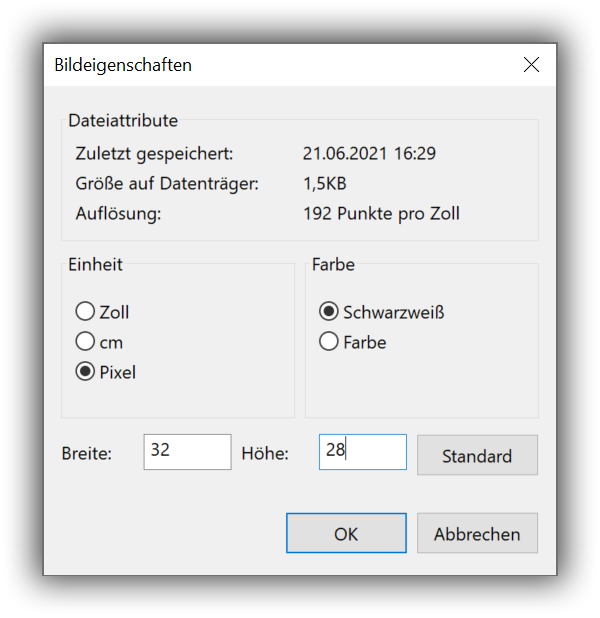 Bildeigenschaften
Dateiattribute
Zuletzt gespeichert: 21.06.2021 16:29
Größe auf Datenträger: 1,5KB
Auflösung: 192 Punkte pro Zoll
Einheit Farbe
Zoll Schwarzweiß
cm Farbe
Pixel
Breite: 32 Höhe: 28 Standard
OK Abbrechen